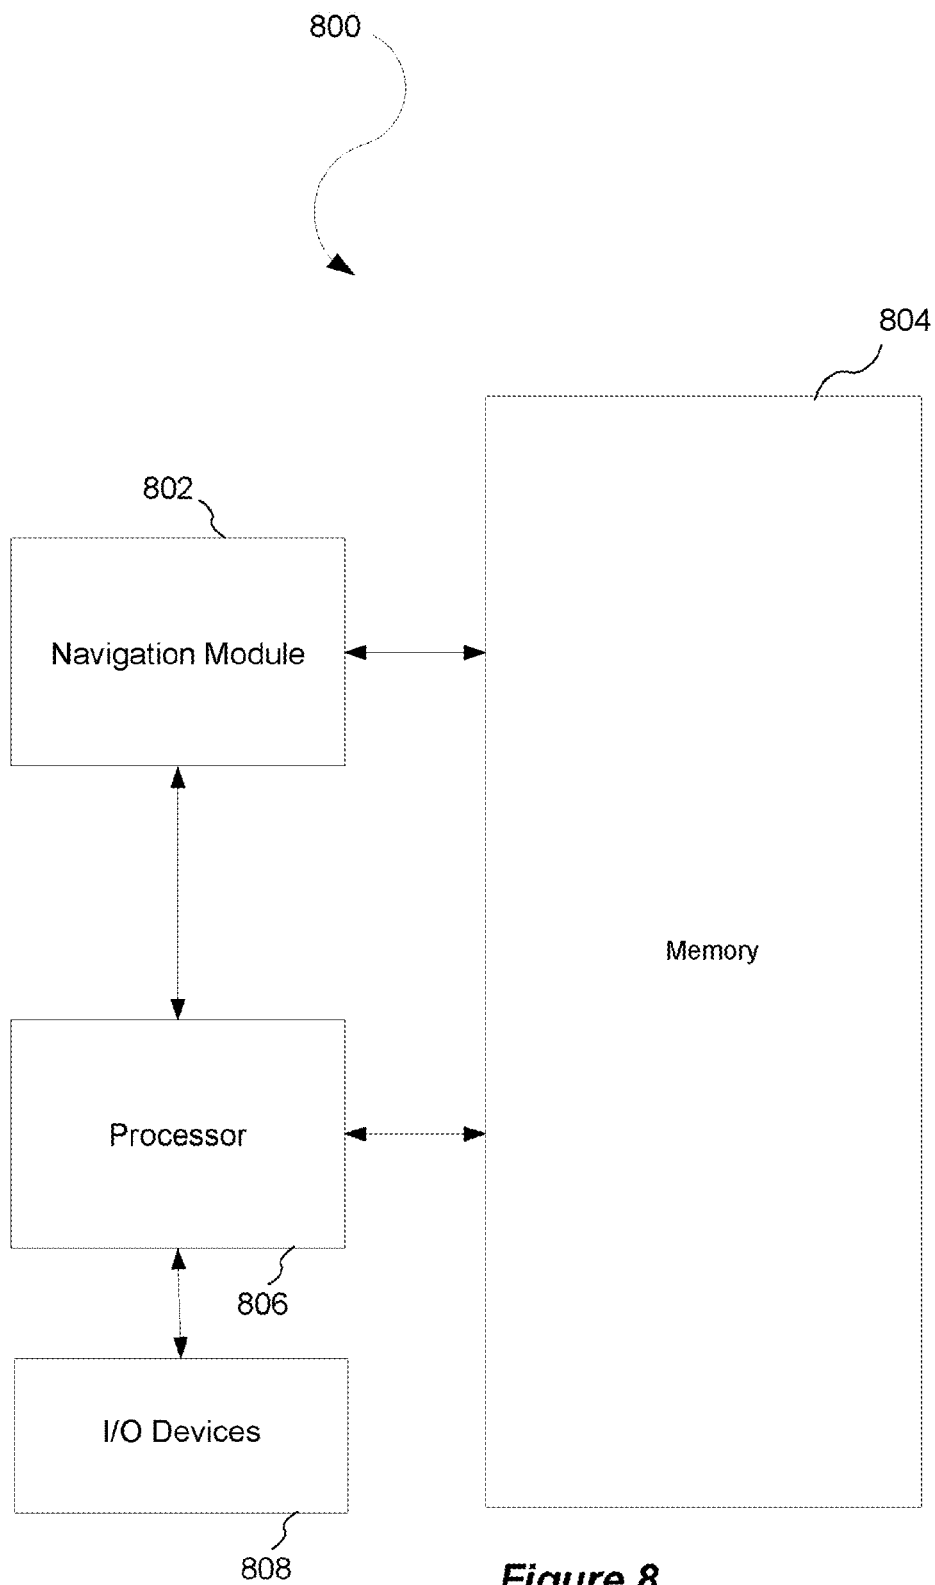 800
804
802
Navigation Module
Memory
Processor
806
I/O Devices
808
Figure 8